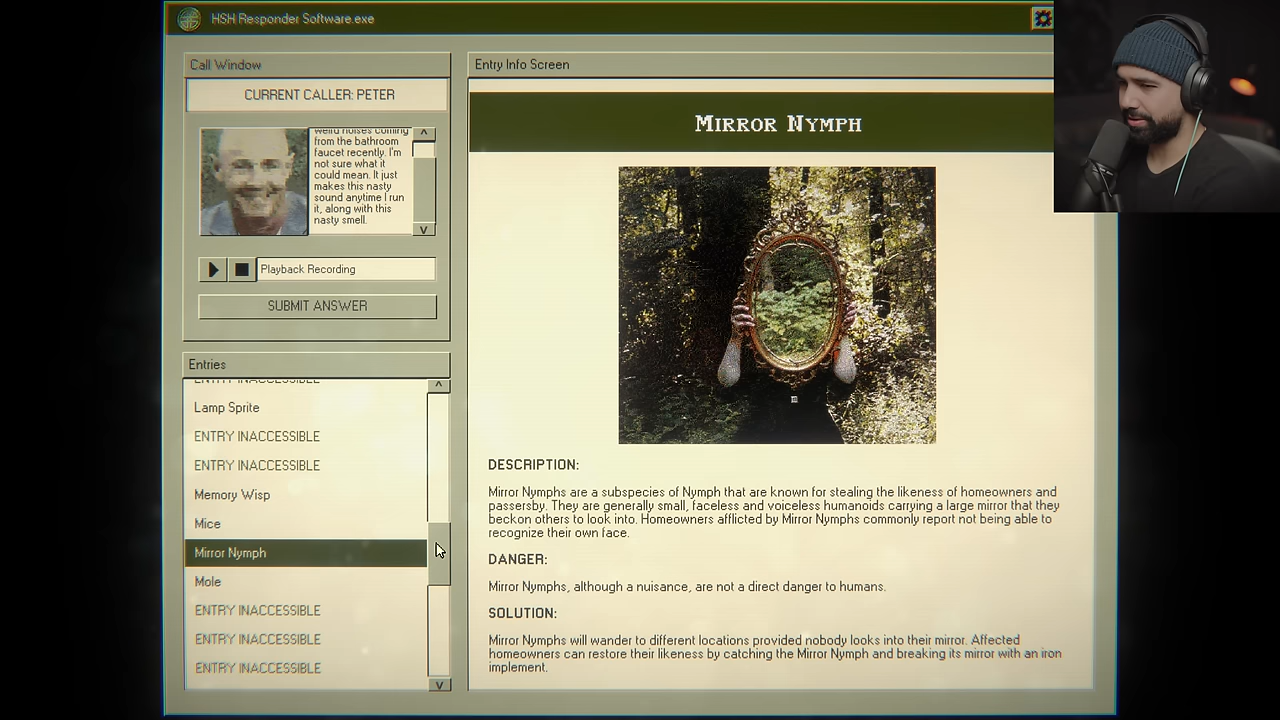 HSH Responder Software.exe
Call Window
CURRENT CALLER: PETER
weird noises coming
from the bathroom
faucet recently. I'm
not sure what it
could mean. It just
makes this nasty
sound anytime I run
it, along with this
nasty smell.
Playback Recording
SUBMIT ANSWER
Entries
ENTRY INACCESSIBLE
Lamp Sprite
ENTRY INACCESSIBLE
ENTRY INACCESSIBLE
Memory Wisp
Mice
Mirror Nymph
Mole
ENTRY INACCESSIBLE
ENTRY INACCESSIBLE
ENTRY INACCESSIBLE
Entry Info Screen
MIRROR NYMPH
DESCRIPTION:
Mirror Nymphs are a subspecies of Nymph that are known for stealing the likeness of homeowners and
passersby. They are generally small, faceless and voiceless humanoids carrying a large mirror that they
beckon others to look into. Homeowners afflicted by Mirror Nymphs commonly report not being able to
recognize their own face.
DANGER:
Mirror Nymphs, although a nuisance, are not a direct danger to humans.
SOLUTION:
Mirror Nymphs will wander to different locations provided nobody looks into their mirror. Affected
homeowners can restore their likeness by catching the Mirror Nymph and breaking its mirror with an iron
implement.